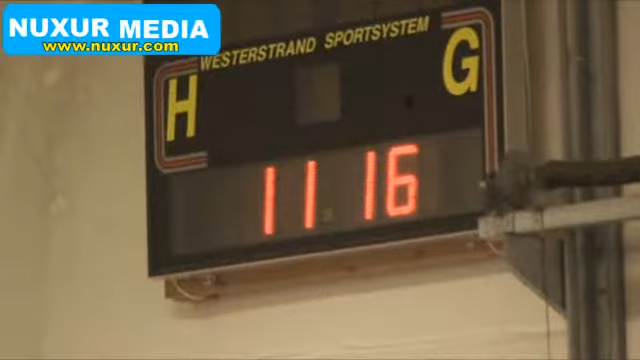 NUXUR MEDIA
www.nuxur.com
WESTERSTRAND SPORTSYSTEM
H G
11 16